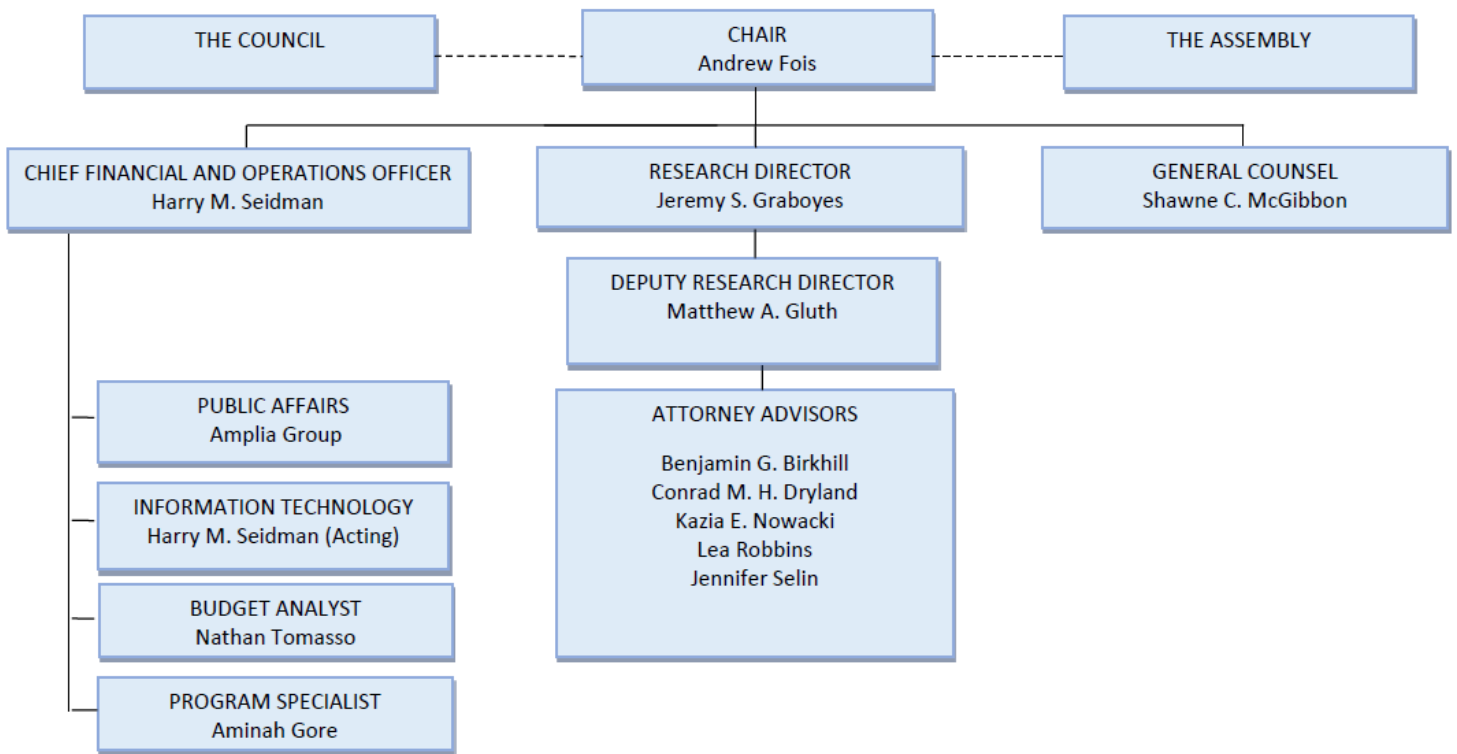 THE COUNCIL
CHAIR
Andrew Fois
THE ASSEMBLY
CHIEF FINANCIAL AND OPERATIONS OFFICER
Harry M. Seidman
RESEARCH DIRECTOR
Jeremy S. Graboyes
GENERAL COUNSEL
Shawne C. McGibbon
DEPUTY RESEARCH DIRECTOR
Matthew A. Gluth
PUBLIC AFFAIRS
Amplia Group
INFORMATION TECHNOLOGY
Harry M. Seidman (Acting)
BUDGET ANALYST
Nathan Tomasso
PROGRAM SPECIALIST
Aminah Gore
ATTORNEY ADVISORS
Benjamin G. Birkhill
Conrad M. H. Dryland
Kazia E. Nowacki
Lea Robbins
Jennifer Selin